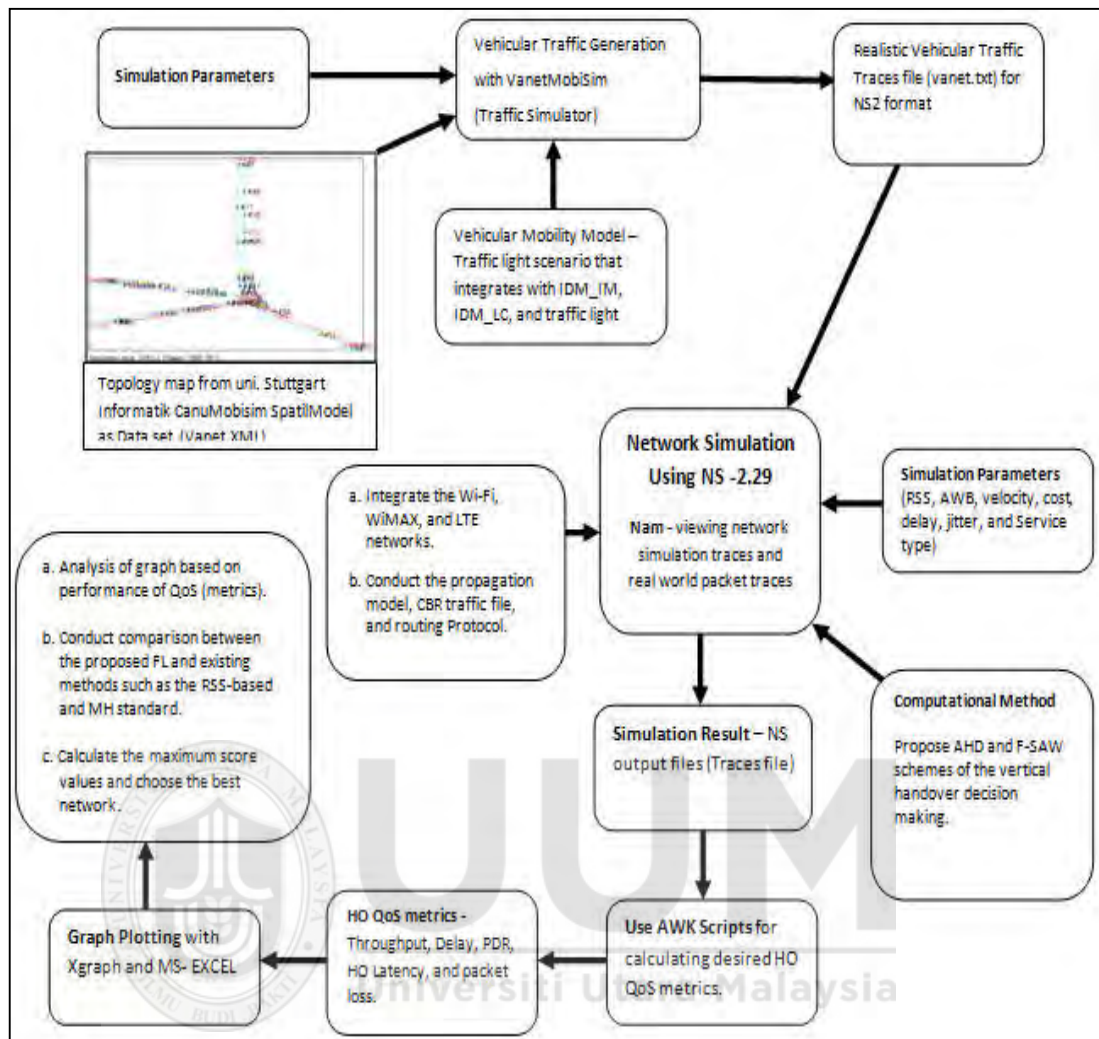 Simulation Parameters
Vehicular Traffic Generation
with VanetMobiSim
(Traffic Simulator)
Realistic Vehicular Traffic
Traces file (vanet.txt) for
NS2 format
Vehicular Mobility Model –
Traffic light scenario that
integrates with IDM_IM,
IDM_LC, and traffic light
Topology map from uni. Stuttgart
Informatik CanuMobisim SpatilModel
as Data set (Vanet XML)
Network Simulation
Using NS -2.29
Nam - viewing network
simulation traces and
real world packet traces
Simulation Parameters
(RSS, AWB, velocity, cost,
delay, jitter, and Service
type)
a. Integrate the Wi-Fi,
WiMAX, and LTE
networks.
b. Conduct the propagation
model, CBR traffic file,
and routing Protocol.
a. Analysis of graph based on
performance of QoS (metrics).
b. Conduct comparison between
the proposed FL and existing
methods such as the RSS-based
and MH standard.
c. Calculate the maximum score
values and choose the best
network.
Computational Method
Propose AHD and F-SAW
schemes of the vertical
handover decision
making.
Simulation Result – NS
output files (Traces file)
Use AWK Scripts for
calculating desired HO
QoS metrics.
HO QoS metrics -
Throughput, Delay, PDR,
HO Latency, and packet
loss.
Graph Plotting with
Xgraph and MS- EXCEL
UUM
Universiti Utara Malaysia
UNIVERSITI UTARA MALAYSIA
ILMU BUDI BAKTI